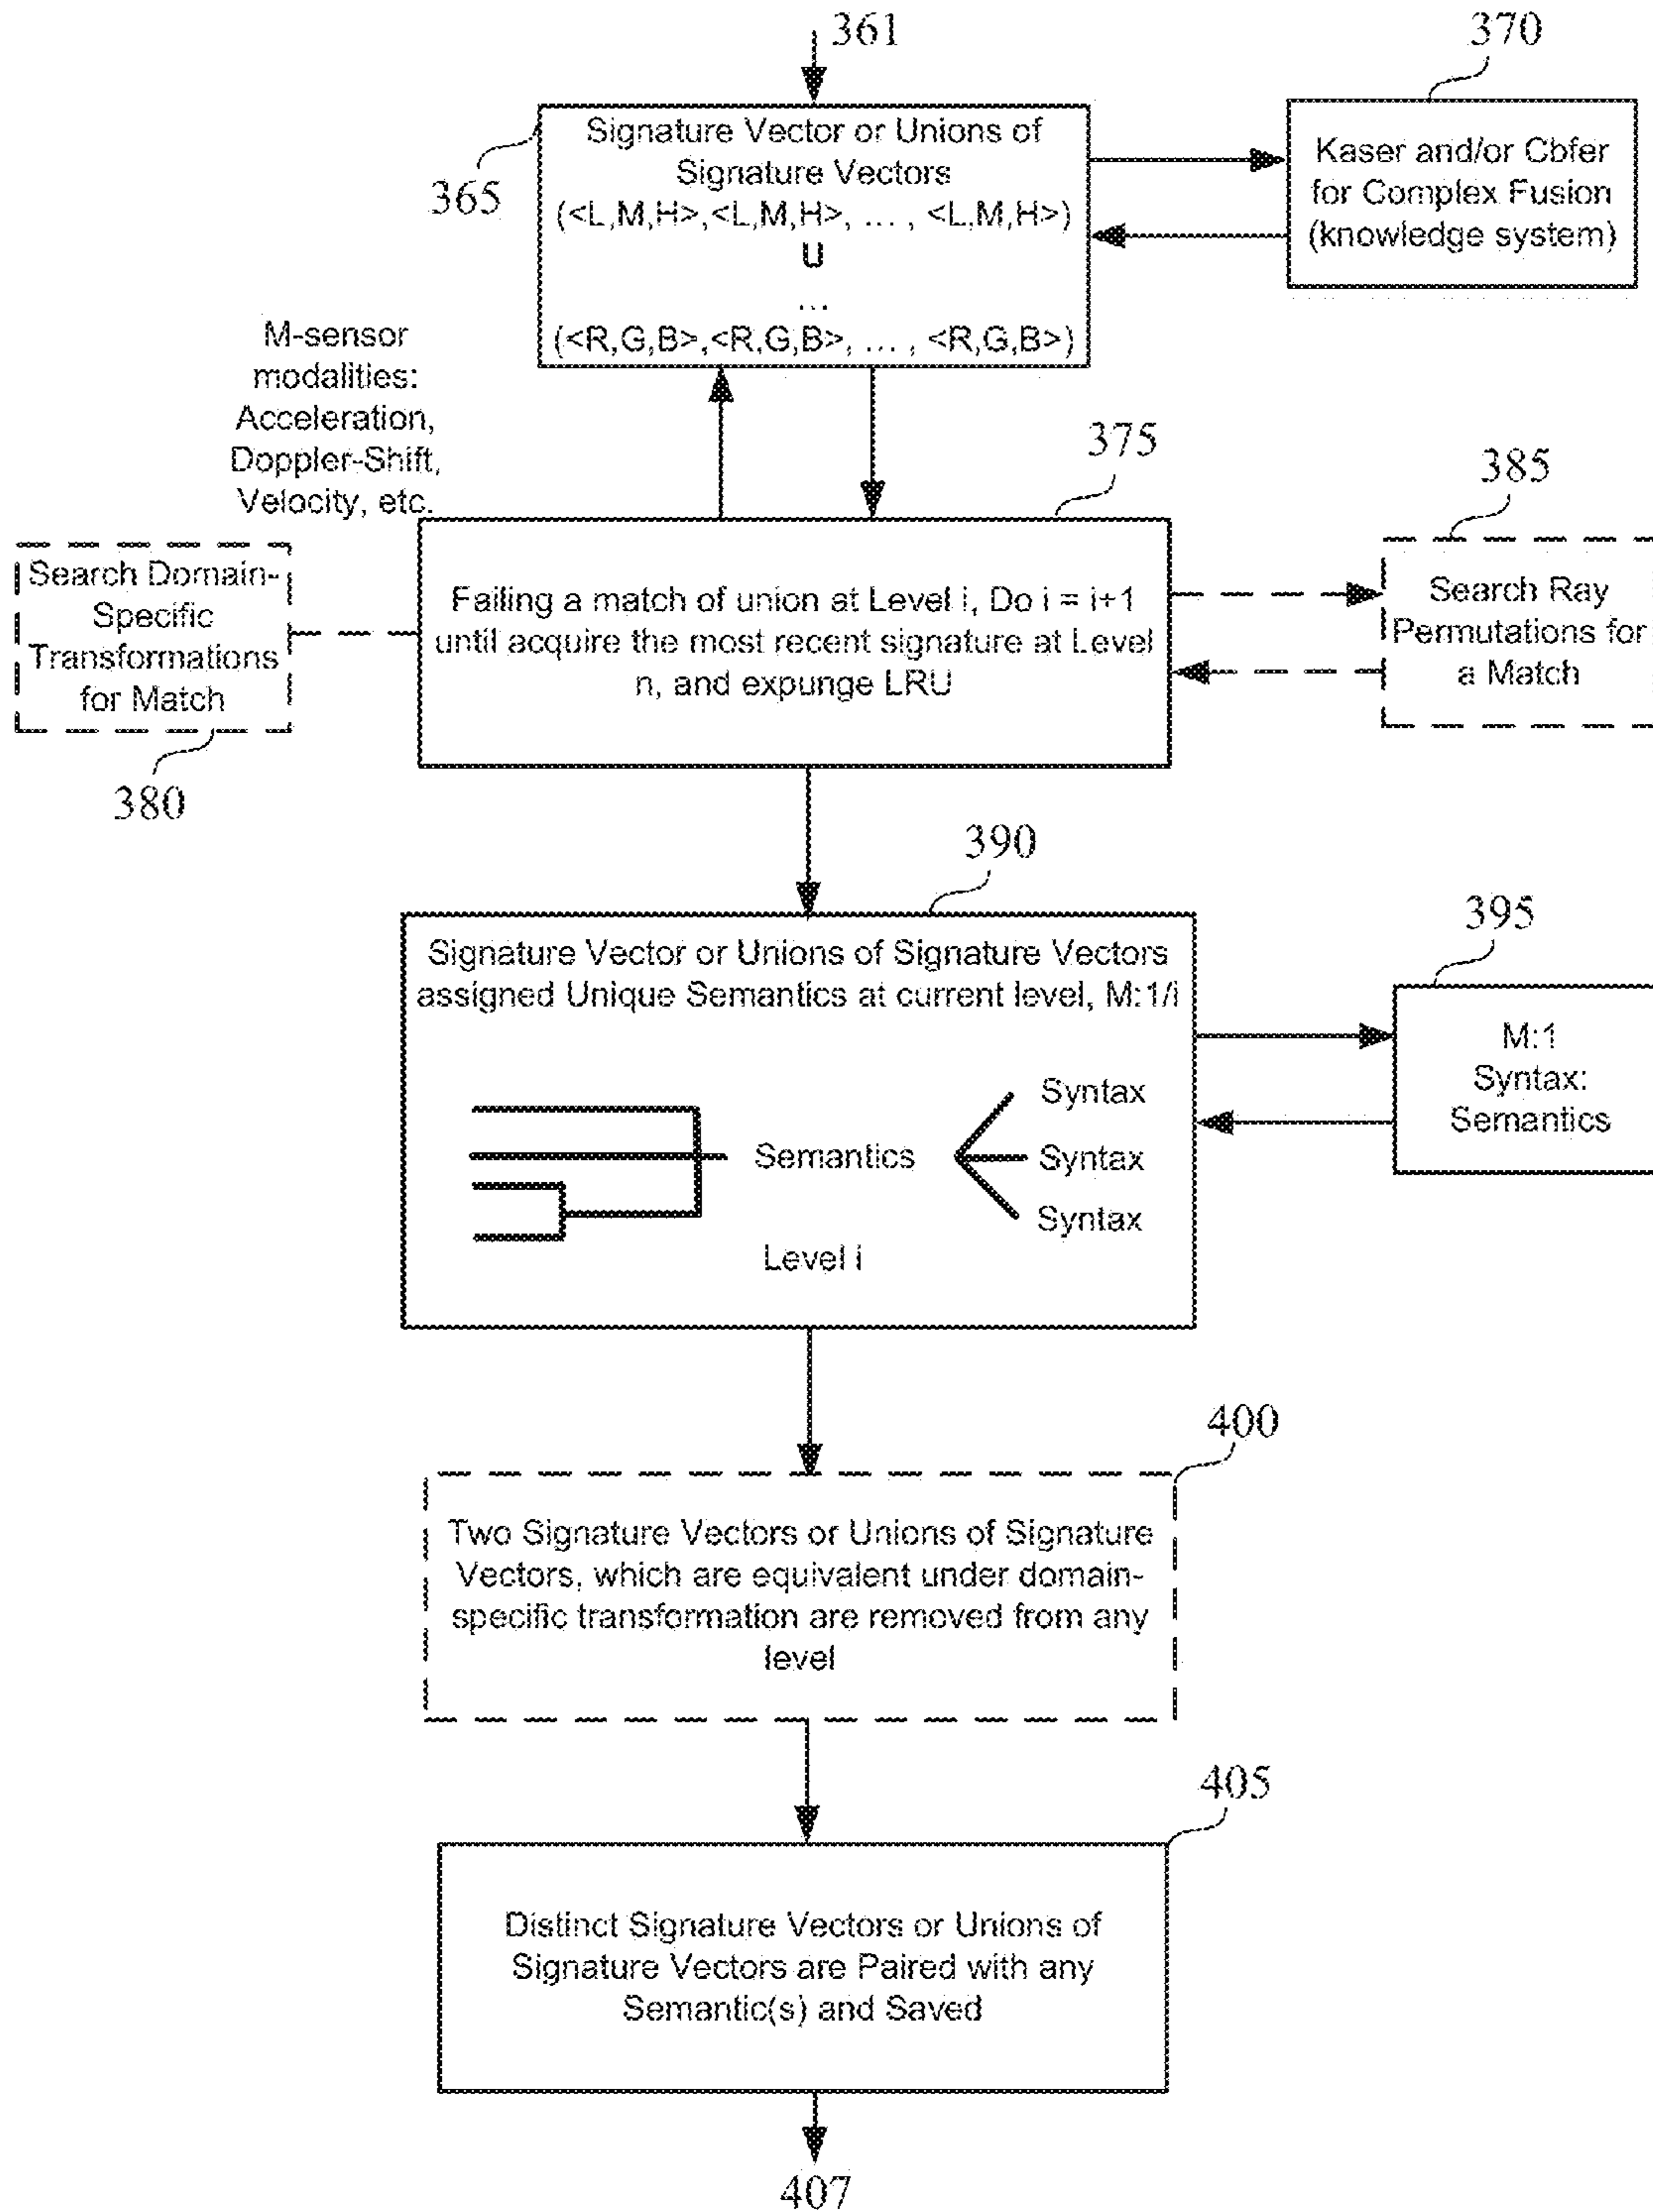 361
370
365
Signature Vector or Unions of
Signature Vectors
(<L,M,H>,<L,M,H>, ... , <L,M,H>)
U
...
(<R,G,B>,<R,G,B>, ... , <R,G,B>)
Kaser and/or Cbfer
for Complex Fusion
(knowledge system)
M-sensor
modalities:
Acceleration,
Doppler-Shift,
Velocity, etc.
375
385
Search Domain-
Specific
Transformations
for Match
380
Failing a match of union at Level i, Do i = i+1
until acquire the most recent signature at Level
n, and expunge LRU
Search Ray
Permutations for
a Match
390
395
Signature Vector or Unions of Signature Vectors
assigned Unique Semantics at current level, M:1/i
Semantics
Syntax
Syntax
Syntax
Level i
M:1
Syntax:
Semantics
400
Two Signature Vectors or Unions of Signature
Vectors, which are equivalent under domain-
specific transformation are removed from any
level
405
Distinct Signature Vectors or Unions of
Signature Vectors are Paired with any
Semantic(s) and Saved
407